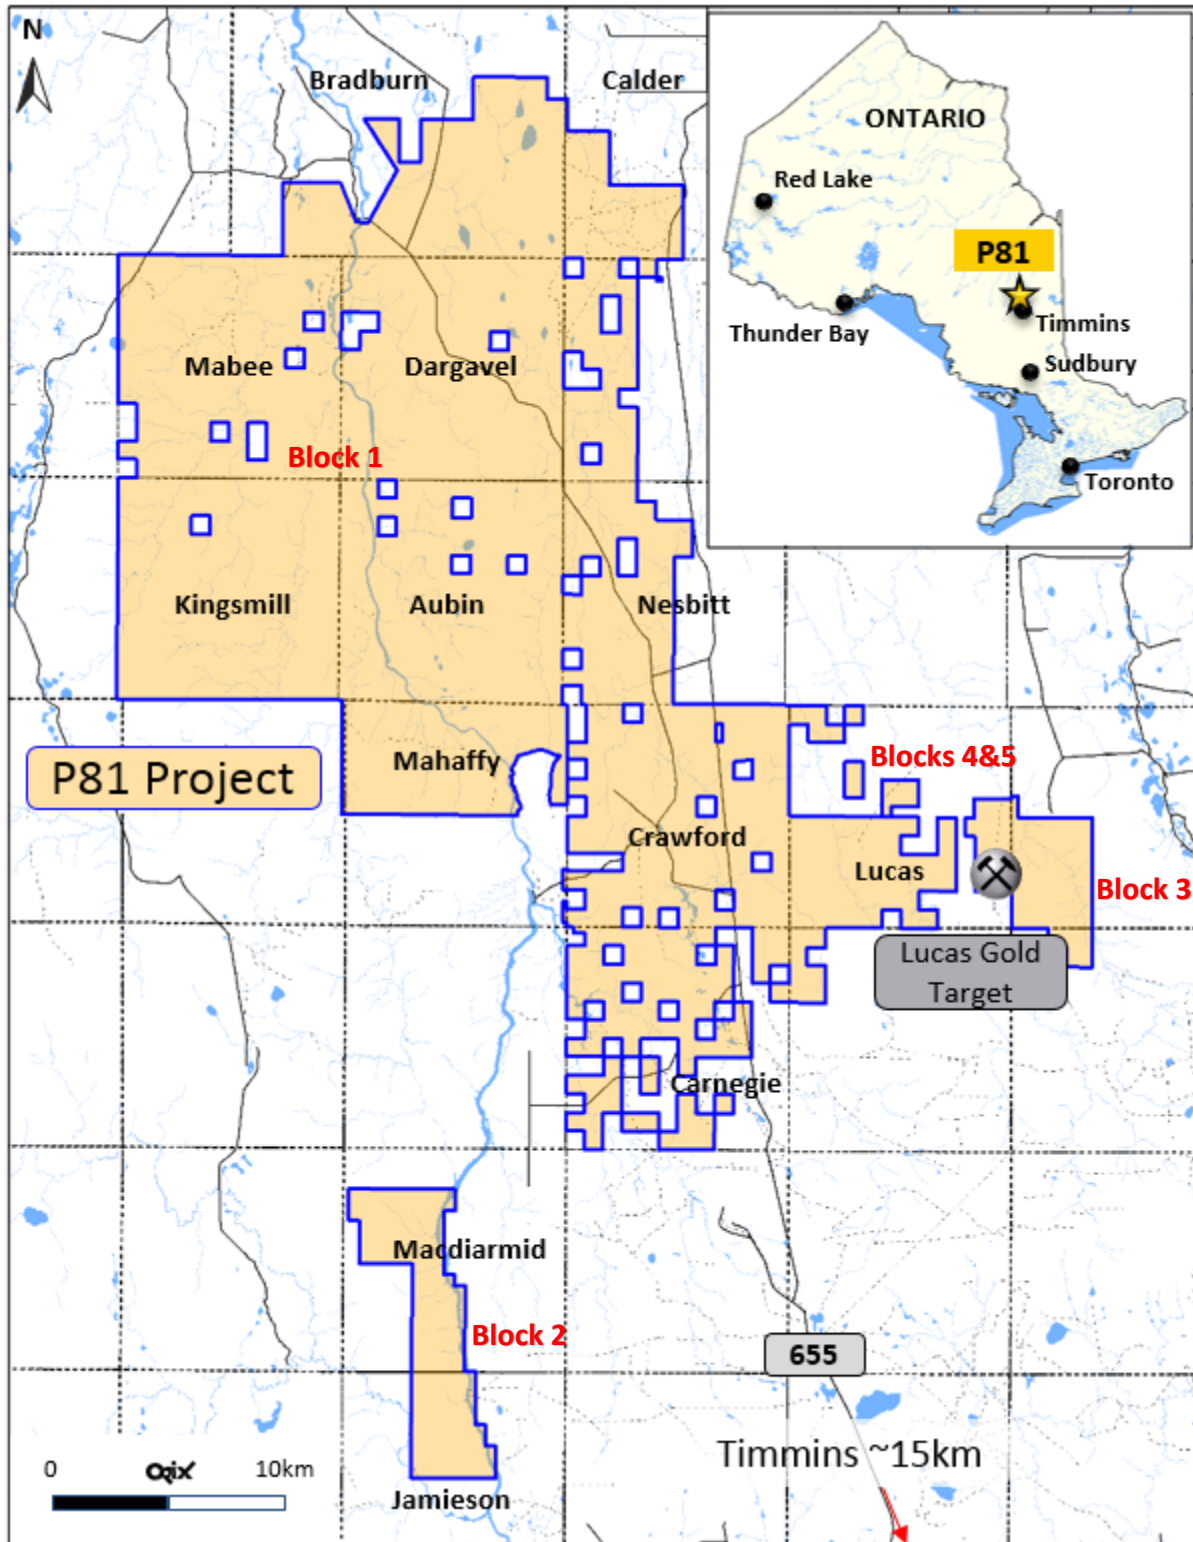 N
Bradburn
Calder
ONTARIO
Red Lake
P81
Thunder Bay
Timmins
Sudbury
Toronto
Mabee
Dargavel
Block 1
Kingsmill
Aubin
Nesbitt
P81 Project
Mahaffy
Blocks 4&5
Crawford
Lucas
Block 3
Lucas Gold
Target
Carnegie
Macdiarmid
Block 2
655
Timmins ~15km
0
10km
Jamieson